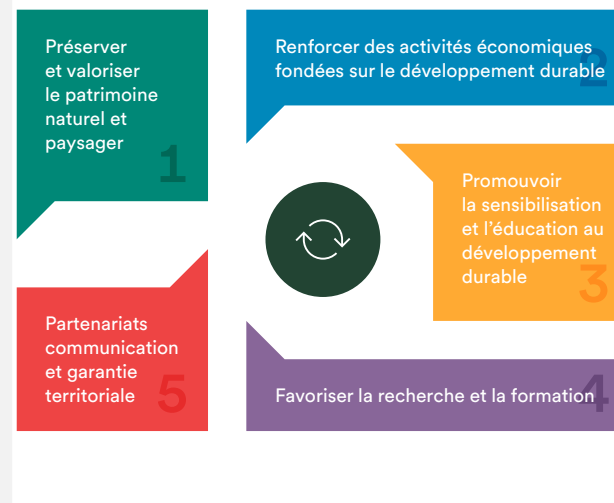 Préserver
et valoriser
le patrimoine
naturel et
paysager
1
Renforcer des activités économiques
fondées sur le développement durable
2
Promouvoir
la sensibilisation
et l'éducation au
développement
durable
3
Favoriser la recherche et la formation
4
Partenariats
communication
et garantie
territoriale
5